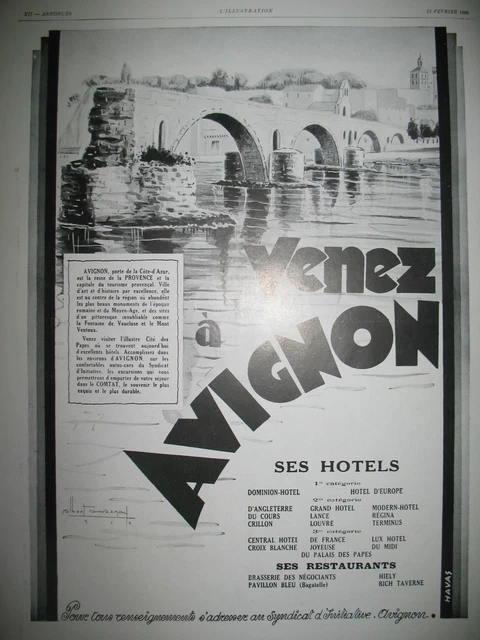 XII — ANNONCES
L'ILLUSTRATION
FÉVRIER
AVIGNON, porte de la Côte-d'Azur,
est la reine de la PROVENCE et la
capitale du tourisme provençal. Ville
d'art et d'histoire par excellence, elle
est au centre de la région où abondent
les plus beaux monuments de l'époque
romaine et du Moyen-Age, et des sites
d'un pittoresque inoubliable comme
la Fontaine de Vaucluse et le Mont
Ventoux.
Venez visiter l'illustre Cité des
Papes où se trouvent aujourd'hui
d'excellents hôtels. Accomplissez dans
les environs d'AVIGNON sur les
confortables autos-cars du Syndicat
d'Initiative, les excursions qui vous
permettront d'emporter de votre séjour
dans le COMTAT, le souvenir le plus
exquis et le plus durable.
Venez
à
AVIGNON
SES HOTELS
1re catégorie
DOMINION-HOTEL HOTEL D'EUROPE
2me catégorie
D'ANGLETERRE GRAND HOTEL MODERN-HOTEL
DU COURS LANCE RÉGINA
CRILLON LOUVRE TERMINUS
3me catégorie
CENTRAL HOTEL DE FRANCE LUX HOTEL
CROIX BLANCHE JOYEUSE DU MIDI
DU PALAIS DES PAPES
SES RESTAURANTS
BRASSERIE DES NÉGOCIANTS HIELY
PAVILLON BLEU (Bagatelle) RICH TAVERNE
HAVAS
Pour tous renseignements s'adresser au Syndicat d'Initiative. Avignon.